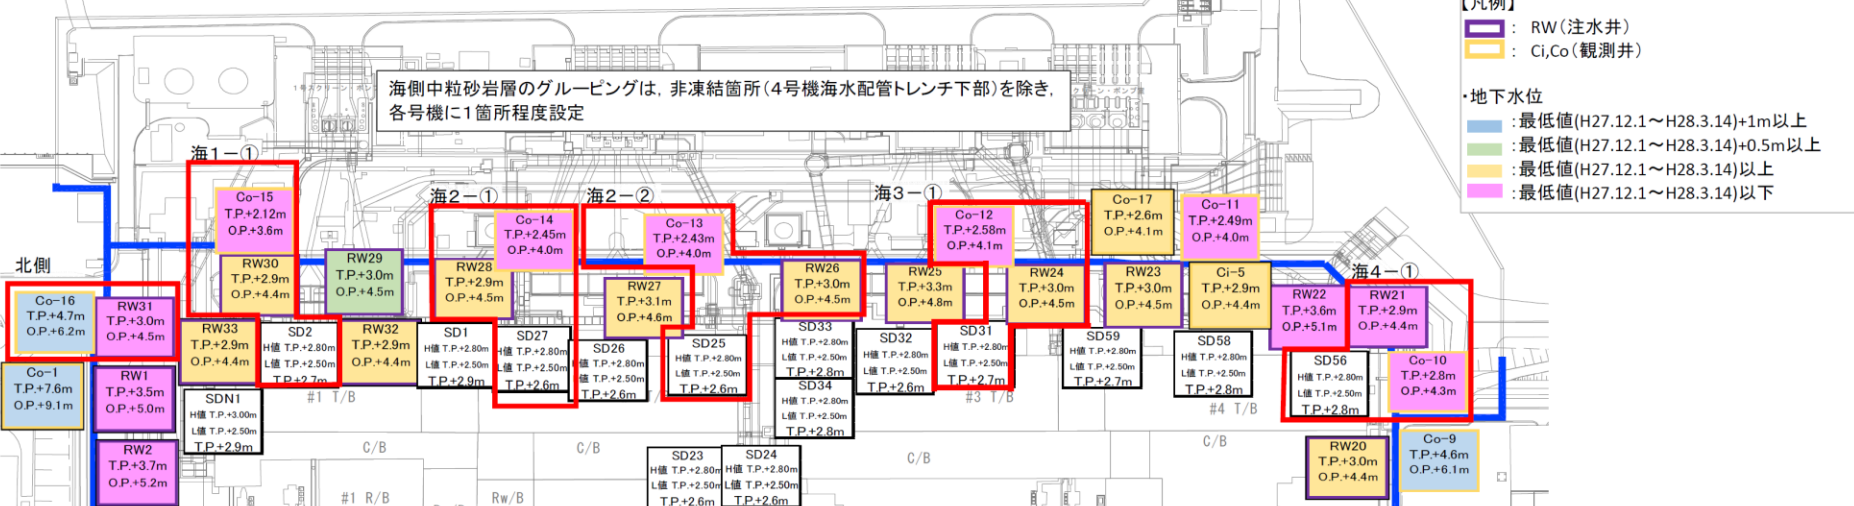 【凡例】
: RW(注水井)
: Ci,Co(観測井)
・地下水位
:最低値(H27.12.1～H28.3.14)+1m以上
:最低値(H27.12.1～H28.3.14)+0.5m以上
:最低値(H27.12.1～H28.3.14)以上
:最低値(H27.12.1～H28.3.14)以下
海側中粒砂岩層のグルーピングは, 非凍結箇所(4号機海水配管トレンチ下部)を除き,
各号機に1箇所程度設定
海1－①
海2－①
海2－②
海3－①
海4－①
北側
Co-15
T.P.+2.12m
O.P.+3.6m
Co-14
T.P.+2.45m
O.P.+4.0m
Co-13
T.P.+2.43m
O.P.+4.0m
Co-12
T.P.+2.58m
O.P.+4.1m
Co-17
T.P.+2.6m
O.P.+4.1m
Co-11
T.P.+2.49m
O.P.+4.0m
RW30
T.P.+2.9m
O.P.+4.4m
RW29
T.P.+3.0m
O.P.+4.5m
RW28
T.P.+2.9m
O.P.+4.5m
RW27
T.P.+3.1m
O.P.+4.6m
RW26
T.P.+3.0m
O.P.+4.5m
RW25
T.P.+3.3m
O.P.+4.8m
RW24
T.P.+3.0m
O.P.+4.5m
RW23
T.P.+3.0m
O.P.+4.5m
Ci-5
T.P.+2.9m
O.P.+4.4m
RW22
T.P.+3.6m
O.P.+5.1m
RW21
T.P.+2.9m
O.P.+4.4m
Co-16
T.P.+4.7m
O.P.+6.2m
RW31
T.P.+3.0m
O.P.+4.5m
RW33
T.P.+2.9m
O.P.+4.4m
SD2
H値 T.P.+2.80m
L値 T.P.+2.50m
T.P.+2.7m
RW32
T.P.+2.9m
O.P.+4.4m
SD1
H値 T.P.+2.80m
L値 T.P.+2.50m
T.P.+2.9m
SD27
H値 T.P.+2.80m
L値 T.P.+2.50m
T.P.+2.6m
SD26
H値 T.P.+2.80m
L値 T.P.+2.50m
T.P.+2.6m
SD25
H値 T.P.+2.80m
L値 T.P.+2.50m
T.P.+2.6m
SD33
H値 T.P.+2.80m
L値 T.P.+2.50m
T.P.+2.8m
SD32
H値 T.P.+2.80m
L値 T.P.+2.50m
T.P.+2.6m
SD31
H値 T.P.+2.80m
L値 T.P.+2.50m
T.P.+2.7m
SD59
H値 T.P.+2.80m
L値 T.P.+2.50m
T.P.+2.7m
SD58
H値 T.P.+2.80m
L値 T.P.+2.50m
T.P.+2.8m
SD56
H値 T.P.+2.80m
L値 T.P.+2.50m
T.P.+2.8m
Co-10
T.P.+2.8m
O.P.+4.3m
Co-1
T.P.+7.6m
O.P.+9.1m
RW1
T.P.+3.5m
O.P.+5.0m
SDN1
H値 T.P.+3.00m
L値 T.P.+2.50m
T.P.+2.9m
SD34
H値 T.P.+2.80m
L値 T.P.+2.50m
T.P.+2.8m
#1 T/B
#3 T/B
#4 T/B
RW2
T.P.+3.7m
O.P.+5.2m
C/B
C/B
C/B
C/B
SD23
H値 T.P.+2.80m
L値 T.P.+2.50m
T.P.+2.6m
SD24
H値 T.P.+2.80m
L値 T.P.+2.50m
T.P.+2.6m
RW20
T.P.+3.0m
O.P.+4.4m
Co-9
T.P.+4.6m
O.P.+6.1m
#1 R/B
Rw/B